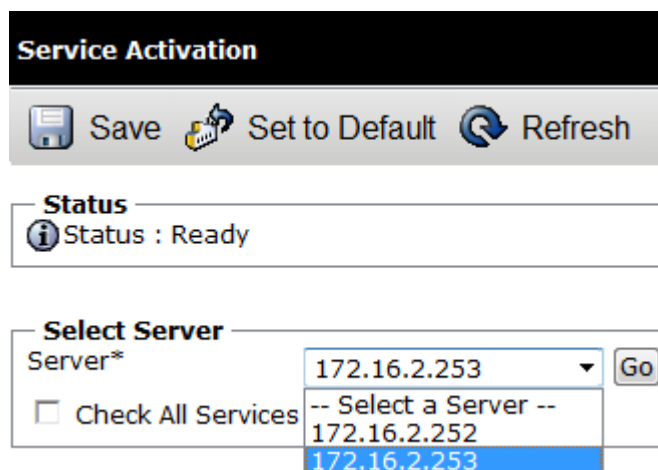 Service Activation
Save Set to Default Refresh
Status
Status : Ready
Select Server
Server* 172.16.2.253 Go
Check All Services -- Select a Server --
172.16.2.252
172.16.2.253